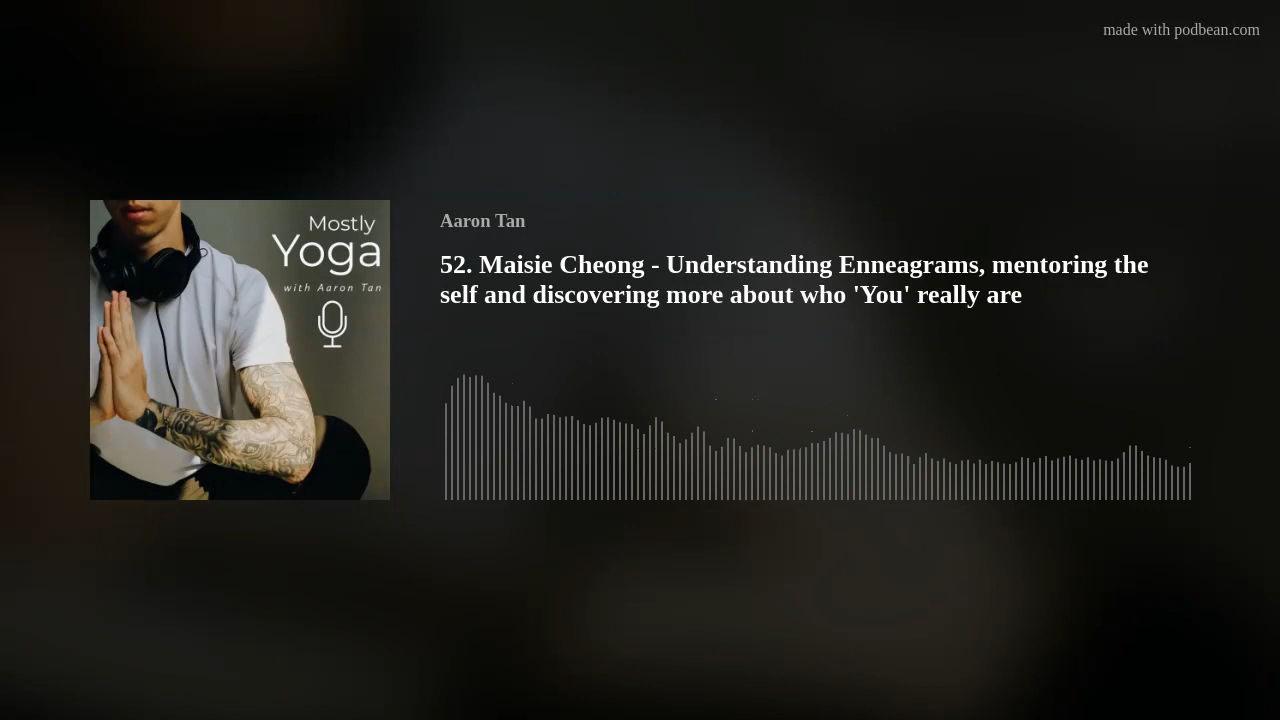 made with podbean.com
Mostly
Yoga
with Aaron Tan
Aaron Tan
52. Maisie Cheong - Understanding Enneagrams, mentoring the
self and discovering more about who 'You' really are